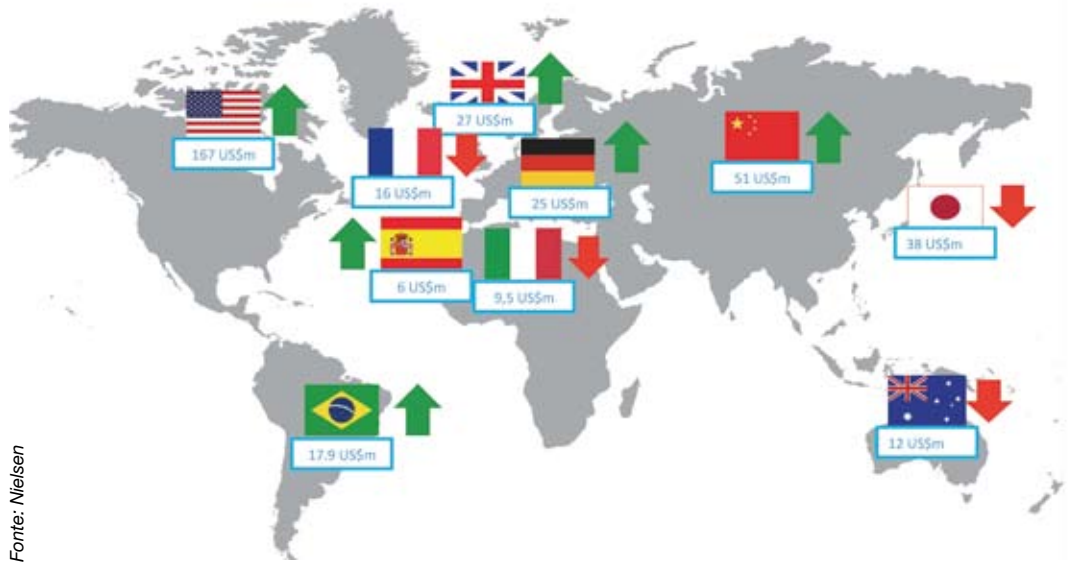 27 US$m
167 US$m
16 US$m
25 US$m
51 US$m
38 US$m
6 US$m
9,5 US$m
17.9 US$m
12 US$m
Fonte: Nielsen